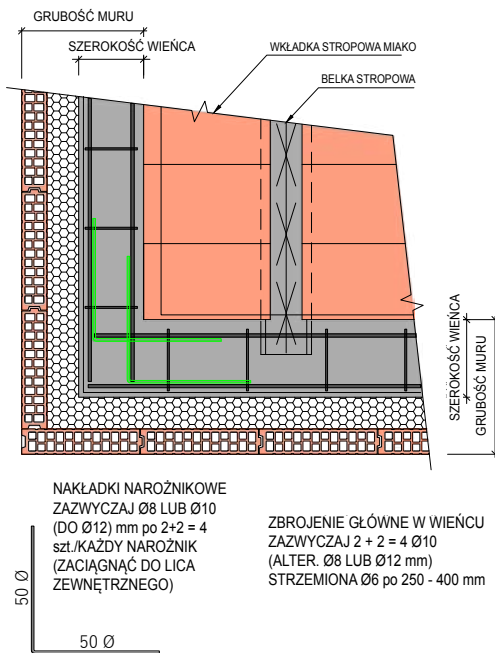 GRUBOŚĆ MURU
SZEROKOŚĆ WIEŃCA
WKŁADKA STROPOWA MIAKO
BELKA STROPOWA
SZEROKOŚĆ WIEŃCA
GRUBOŚĆ MURU
NAKŁADKI NAROŻNIKOWE
ZAZWYCZAJ Ø8 LUB Ø10
(DO Ø12) mm po 2+2 = 4
szt./KAŻDY NAROŻNIK
(ZACIĄGNĄĆ DO LICA
ZEWNĘTRZNEGO)
ZBROJENIE GŁÓWNE W WIEŃCU
ZAZWYCZAJ 2 + 2 = 4 Ø10
(ALTER. Ø8 LUB Ø12 mm)
STRZEMIONA Ø6 po 250 - 400 mm
50 Ø
50 Ø